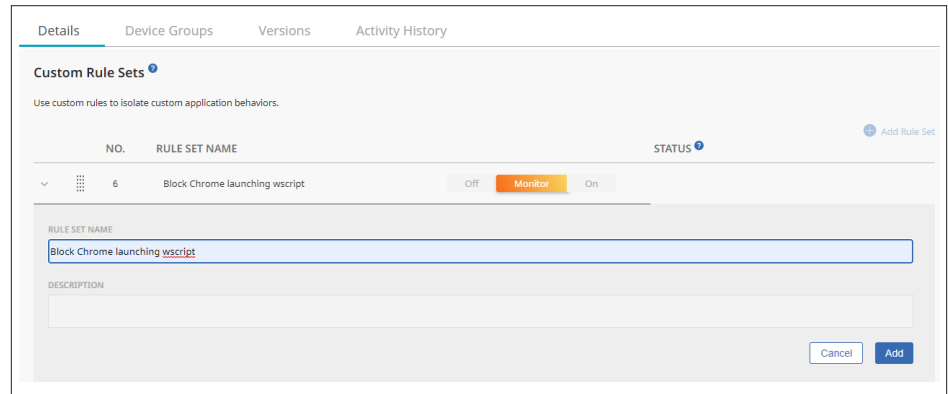 Details Device Groups Versions Activity History
Custom Rule Sets ?
Use custom rules to isolate custom application behaviors.
+ Add Rule Set
NO. RULE SET NAME STATUS ?
6 Block Chrome launching wscript Off Monitor On
RULE SET NAME
Block Chrome launching wscript
DESCRIPTION
Cancel Add